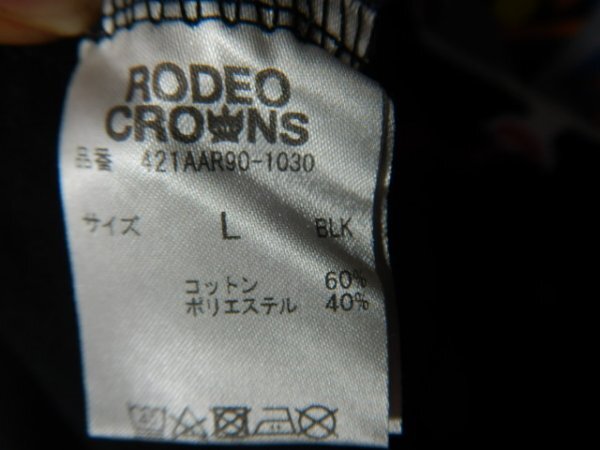 RODEO
CROWNS
品番 421AAR90-1030
サイズ L BLK
コットン 60%
ポリエステル 40%